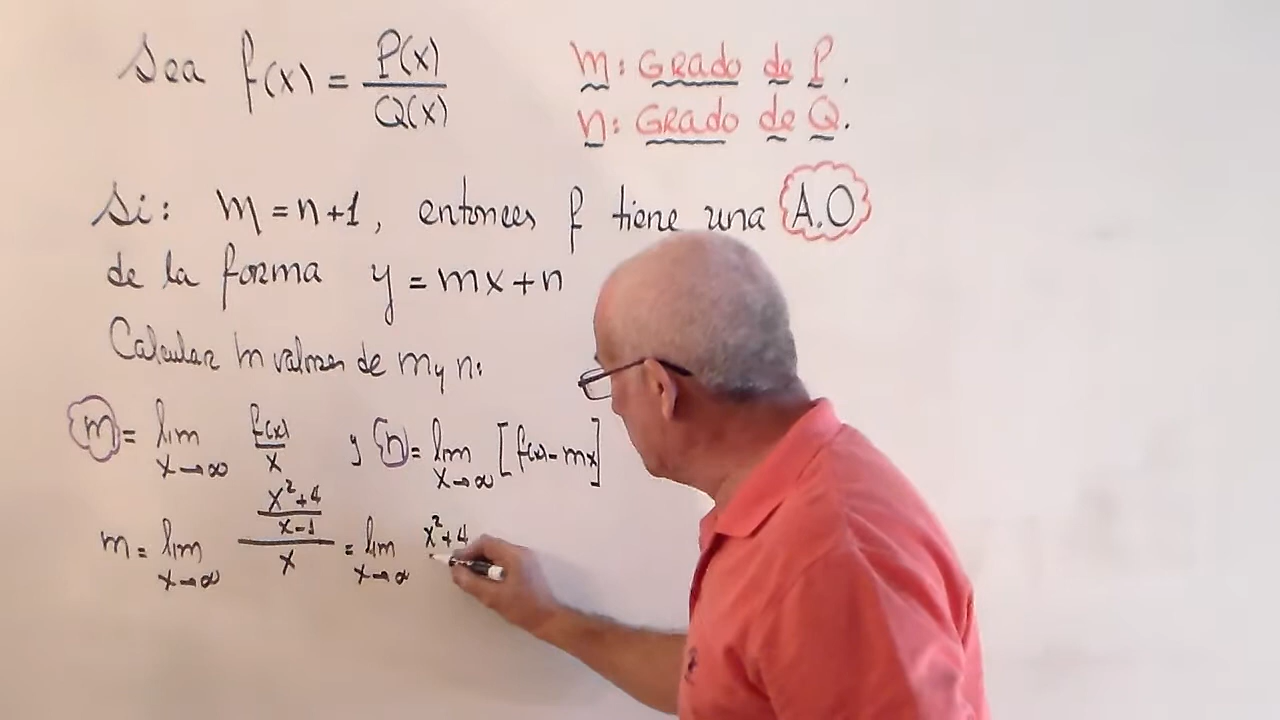 Sea f(x) = P(x)/Q(x)
m: Grado de P.
n: Grado de Q.
Si: m = n+1, entonces f tiene una A.O
de la forma y = mx+n
Calcular valores de m y n:
m = lim x→∞ f(x)/x y n = lim x→∞ [f(x)-mx]
m = lim x→∞ ((x²+4)/(x-1))/x = lim x→∞ x²+4